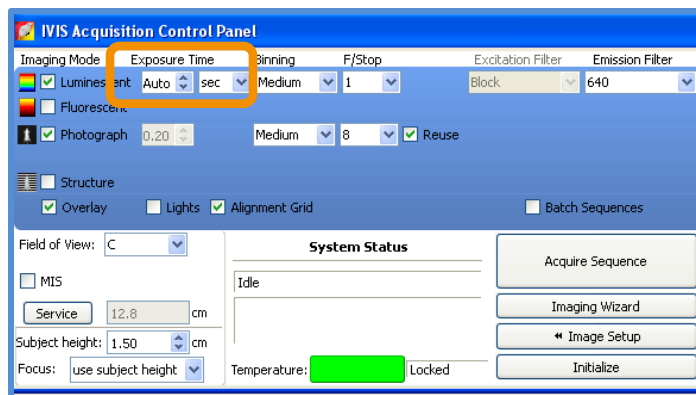 IVIS Acquisition Control Panel
Imaging Mode Exposure Time Binning F/Stop Excitation Filter Emission Filter
Luminescent Auto sec Medium 1 Block 640
Fluorescent
Photograph 0.20 Medium 8 Reuse
Structure
Overlay Lights Alignment Grid Batch Sequences
Field of View: C System Status Acquire Sequence
MIS Idle
Service 12.8 cm Imaging Wizard
Subject height: 1.50 cm Image Setup
Focus: use subject height Temperature: Locked Initialize